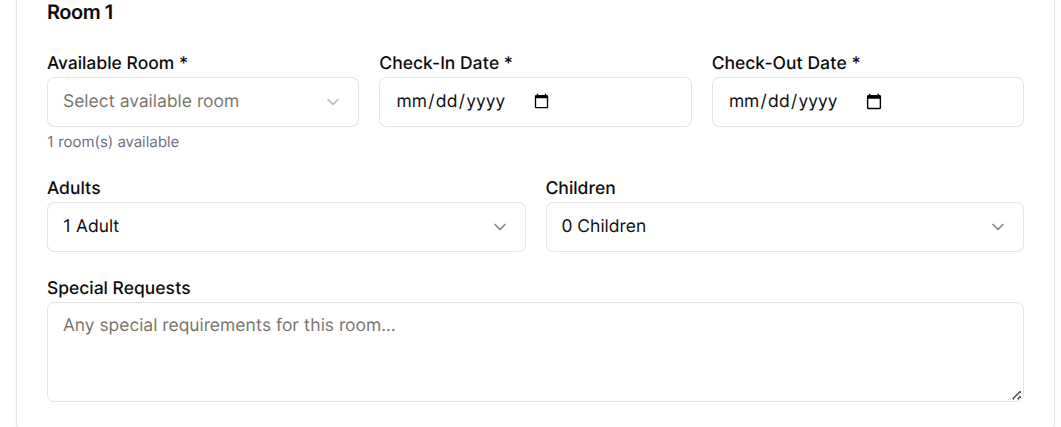 Room 1
Available Room * Check-In Date * Check-Out Date *
Select available room mm/dd/yyyy mm/dd/yyyy
1 room(s) available
Adults Children
1 Adult 0 Children
Special Requests
Any special requirements for this room...